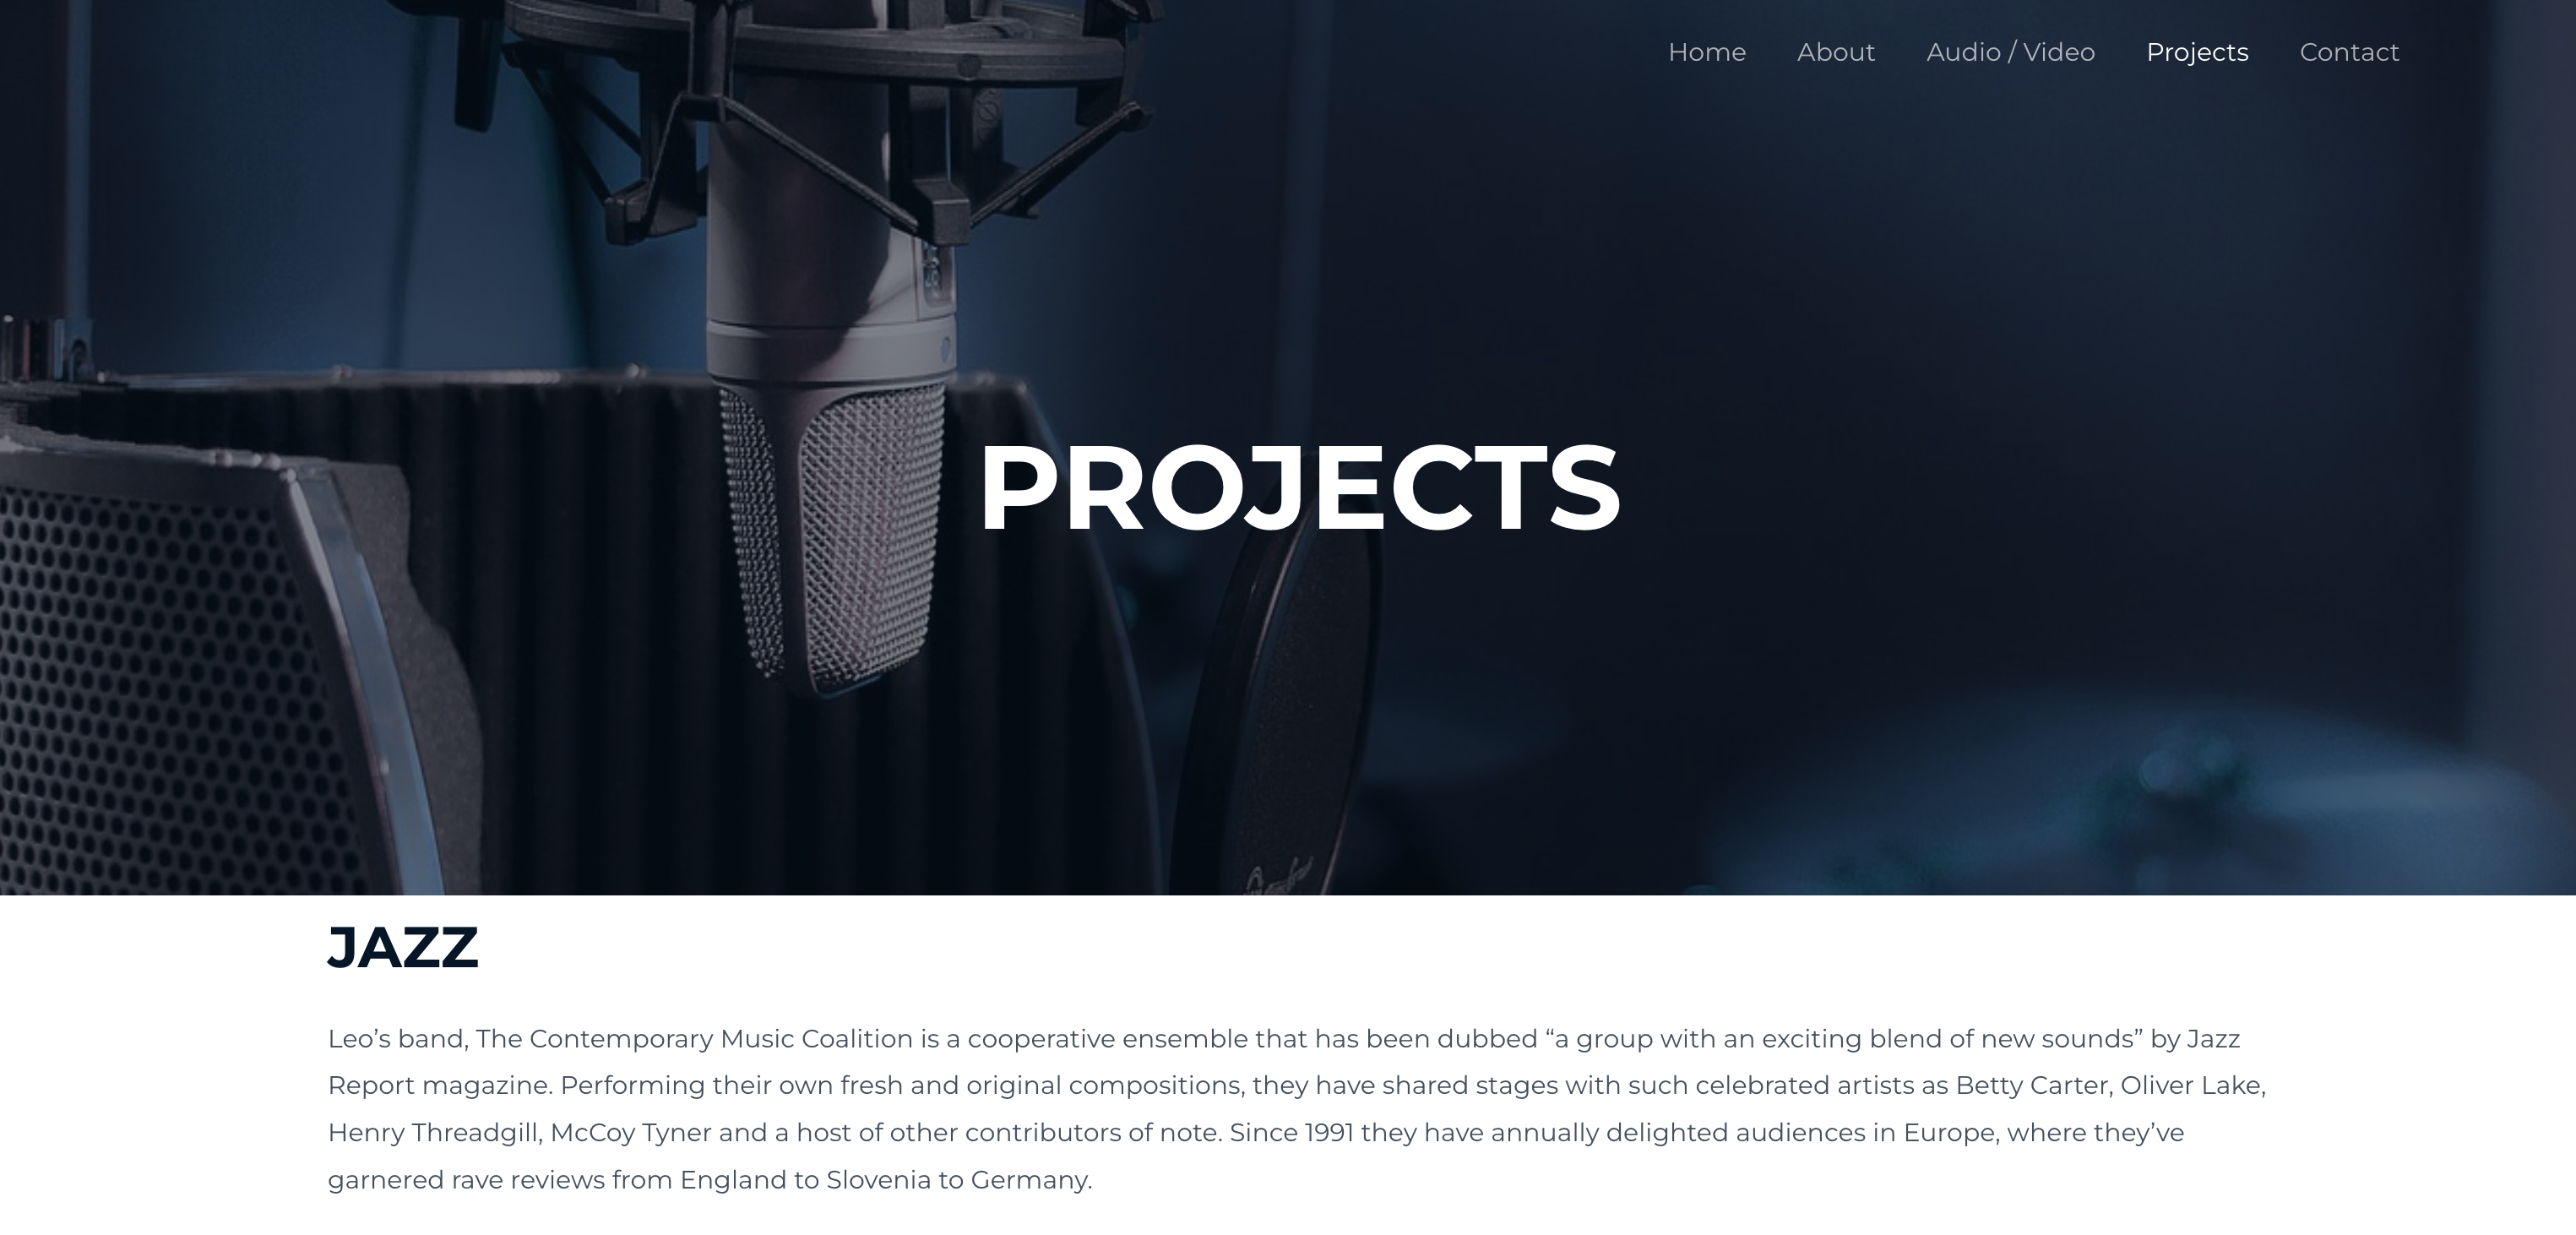 Home About Audio / Video Projects Contact
PROJECTS
JAZZ
Leo’s band, The Contemporary Music Coalition is a cooperative ensemble that has been dubbed “a group with an exciting blend of new sounds” by Jazz
Report magazine. Performing their own fresh and original compositions, they have shared stages with such celebrated artists as Betty Carter, Oliver Lake,
Henry Threadgill, McCoy Tyner and a host of other contributors of note. Since 1991 they have annually delighted audiences in Europe, where they’ve
garnered rave reviews from England to Slovenia to Germany.